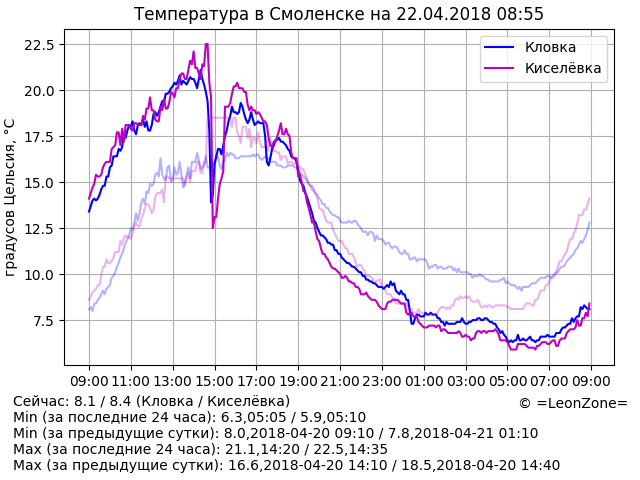 Температура в Смоленске на 22.04.2018 08:55
градусов Цельсия, °C
22.5
20.0
17.5
15.0
12.5
10.0
7.5
Кловка
Киселёвка
09:00 11:00 13:00 15:00 17:00 19:00 21:00 23:00 01:00 03:00 05:00 07:00 09:00
Сейчас: 8.1 / 8.4 (Кловка / Киселёвка)
© =LeonZone=
Min (за последние 24 часа): 6.3,05:05 / 5.9,05:10
Min (за предыдущие сутки): 8.0,2018-04-20 09:10 / 7.8,2018-04-21 01:10
Max (за последние 24 часа): 21.1,14:20 / 22.5,14:35
Max (за предыдущие сутки): 16.6,2018-04-20 14:10 / 18.5,2018-04-20 14:40